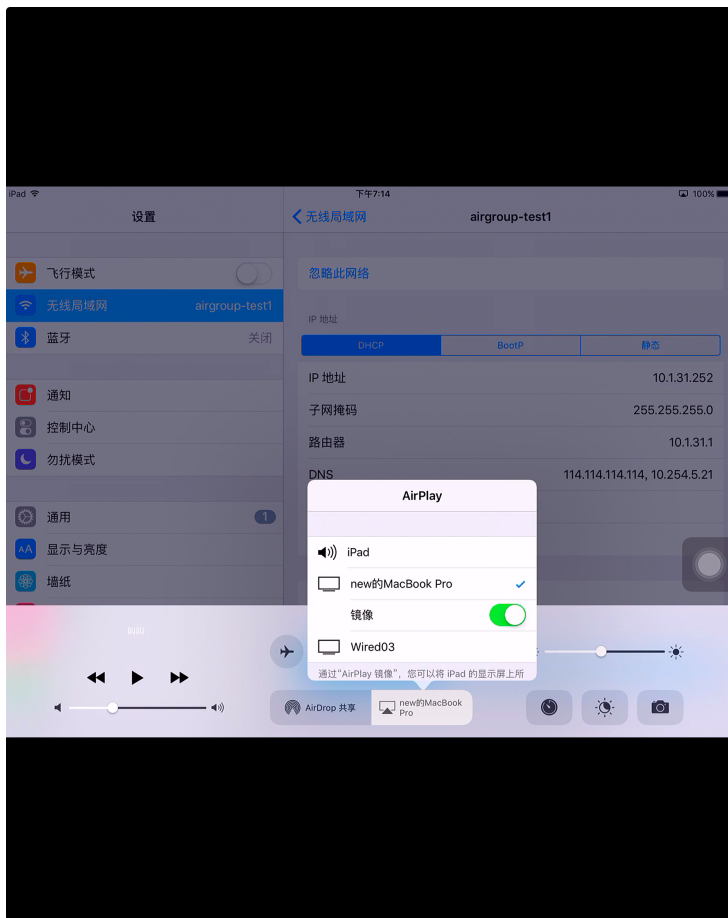 iPad
下午7:14
100%
设置
无线局域网
airgroup-test1
飞行模式
忽略此网络
无线局域网
airgroup-test1
IP 地址
蓝牙
关闭
DHCP
BootP
静态
IP 地址
10.1.31.252
通知
子网掩码
255.255.255.0
控制中心
路由器
10.1.31.1
勿扰模式
DNS
114.114.114.114, 10.254.5.21
AirPlay
通用
1
显示与亮度
AA
iPad
墙纸
new的MacBook Pro
镜像
Wired03
通过“AirPlay 镜像”，您可以将 iPad 的显示屏上所
AirDrop 共享
new的MacBook
Pro